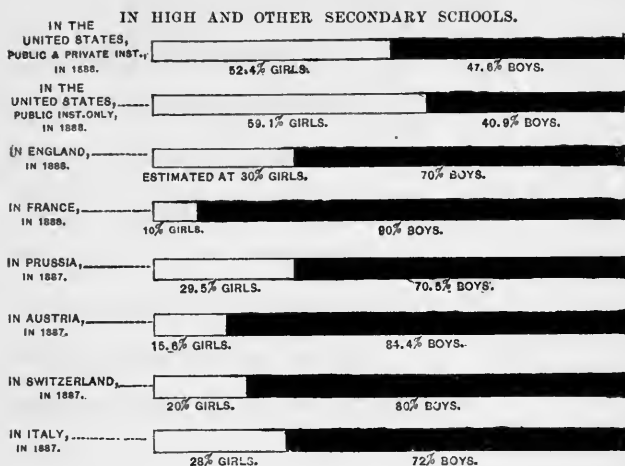 IN HIGH AND OTHER SECONDARY SCHOOLS.
IN THE
UNITED STATES,
PUBLIC & PRIVATE INST.,
IN 1888.
52.4% GIRLS.
47.6% BOYS.
IN THE
UNITED STATES,
PUBLIC INST. ONLY,
IN 1888.
59.1% GIRLS.
40.9% BOYS.
IN ENGLAND,
IN 1888.
ESTIMATED AT 30% GIRLS.
70% BOYS.
IN FRANCE,
IN 1888.
10% GIRLS.
90% BOYS.
IN PRUSSIA,
IN 1887.
29.5% GIRLS.
70.5% BOYS.
IN AUSTRIA,
IN 1887.
15.6% GIRLS.
84.4% BOYS.
IN SWITZERLAND,
IN 1887.
20% GIRLS.
80% BOYS.
IN ITALY,
IN 1887.
28% GIRLS.
72% BOYS.